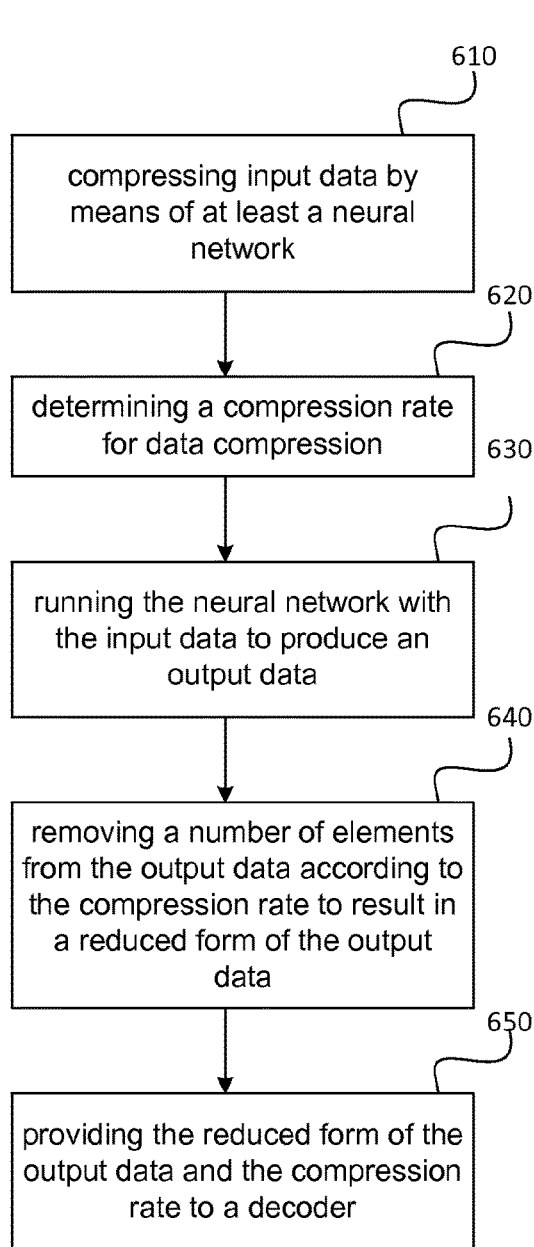 610
compressing input data by
means of at least a neural
network
620
determining a compression rate
for data compression
630
running the neural network with
the input data to produce an
output data
640
removing a number of elements
from the output data according to
the compression rate to result in
a reduced form of the output
data
650
providing the reduced form of the
output data and the compression
rate to a decoder